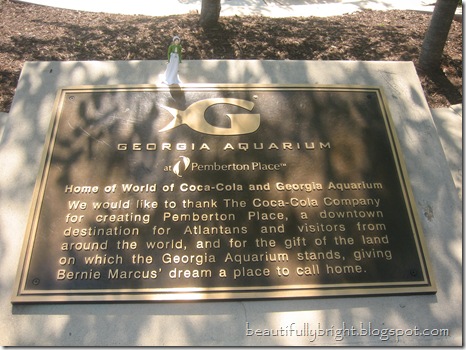 GEORGIA AQUARIUM
at Pemberton Place™
Home of World of Coca-Cola and Georgia Aquarium
We would like to thank The Coca-Cola Company
for creating Pemberton Place, a downtown
destination for Atlantans and visitors from
around the world, and for the gift of the land
on which the Georgia Aquarium stands, giving
Bernie Marcus' dream a place to call home.
beautifullybright.blogspot.com